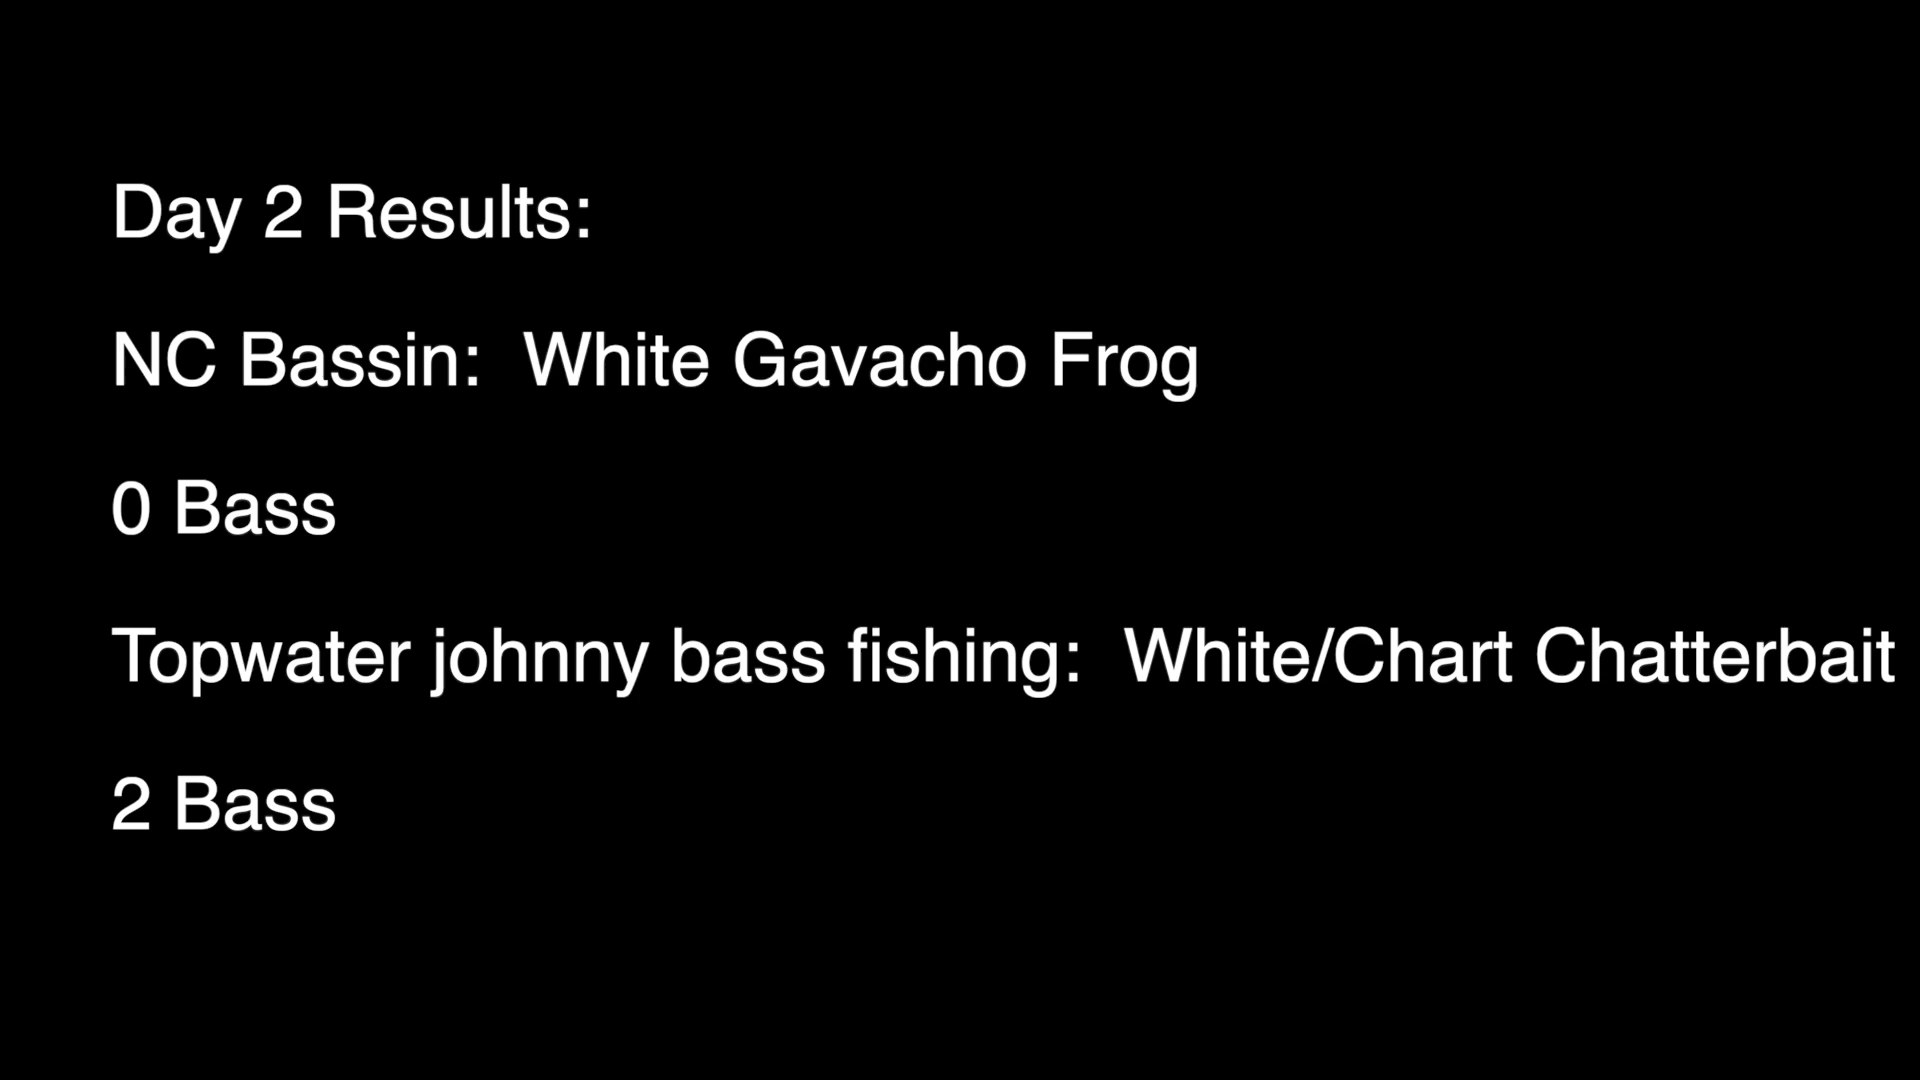 Day 2 Results:
NC Bassin:  White Gavacho Frog
0 Bass
Topwater johnny bass fishing:  White/Chart Chatterbait
2 Bass